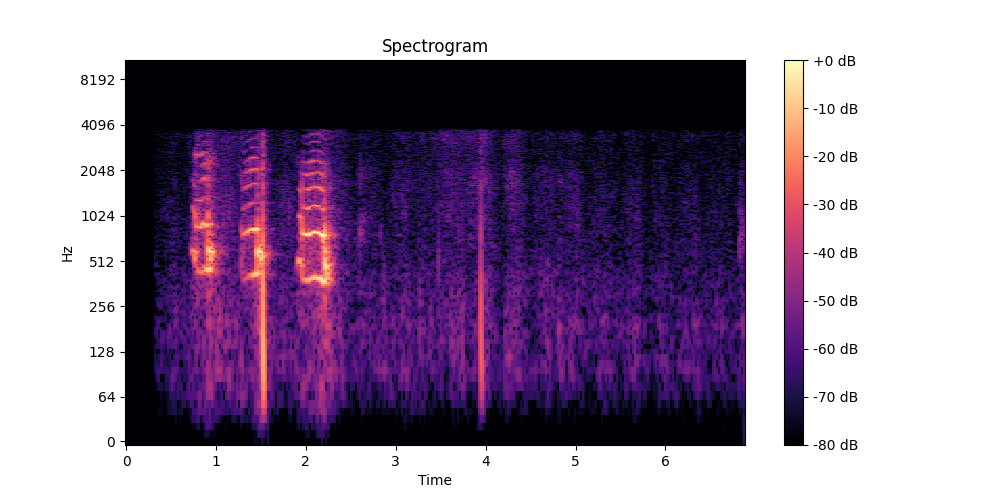 Spectrogram
8192
4096
2048
1024
512
256
128
64
0
Hz
0 1 2 3 4 5 6
Time
+0 dB
-10 dB
-20 dB
-30 dB
-40 dB
-50 dB
-60 dB
-70 dB
-80 dB